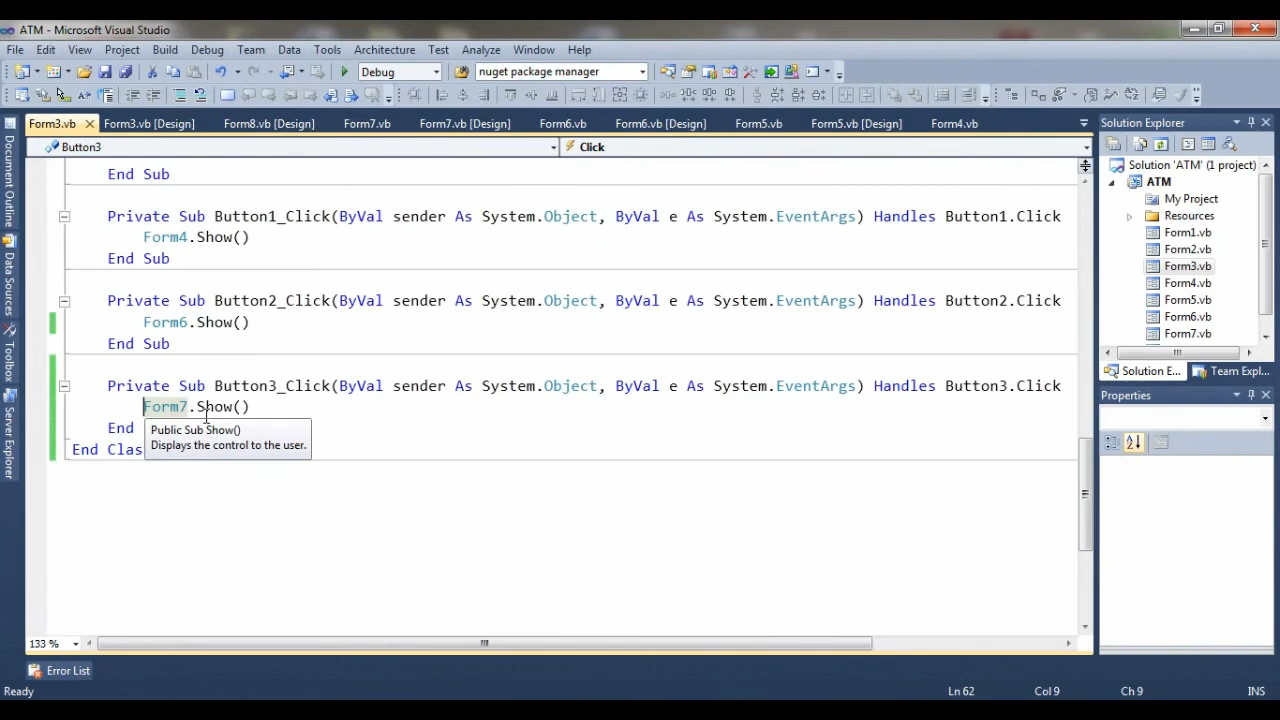 ATM - Microsoft Visual Studio
File Edit View Project Build Debug Team Data Tools Architecture Test Analyze Window Help
Debug nuget package manager
Form3.vb Form3.vb [Design] Form8.vb [Design] Form7.vb Form7.vb [Design] Form6.vb Form6.vb [Design] Form5.vb Form5.vb [Design] Form4.vb
Button3 Click
End Sub
Private Sub Button1_Click(ByVal sender As System.Object, ByVal e As System.EventArgs) Handles Button1.Click
Form4.Show()
End Sub
Private Sub Button2_Click(ByVal sender As System.Object, ByVal e As System.EventArgs) Handles Button2.Click
Form6.Show()
End Sub
Private Sub Button3_Click(ByVal sender As System.Object, ByVal e As System.EventArgs) Handles Button3.Click
Form7.Show()
End
End Clas
Public Sub Show()
Displays the control to the user.
133 %
Document Outline
Data Sources
Toolbox
Server Explorer
Solution Explorer
Solution 'ATM' (1 project)
ATM
My Project
Resources
Form1.vb
Form2.vb
Form3.vb
Form4.vb
Form5.vb
Form6.vb
Form7.vb
Solution E... Team Expl...
Properties
Error List
Ready Ln 62 Col 9 Ch 9 INS